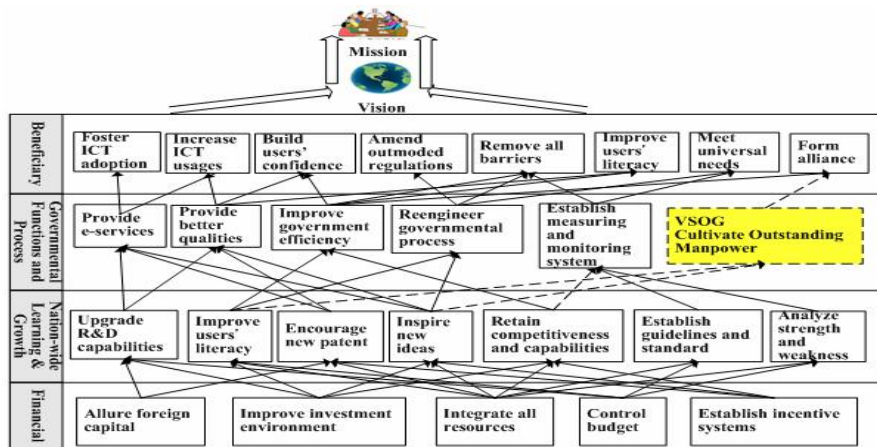 Mission
Vision
Beneficiary
Foster
ICT
adoption
Increase
ICT
usages
Build
users'
confidence
Amend
outmoded
regulations
Remove all
barriers
Improve
users'
literacy
Meet
universal
needs
Form
alliance
Governmental
Functions and
Process
Provide
e-services
Provide
better
qualities
Improve
government
efficiency
Reengineer
governmental
process
Establish
measuring
and
monitoring
system
VSOG
Cultivate Outstanding
Manpower
Nation-wide
Learning &
Growth
Upgrade
R&D
capabilities
Improve
users'
literacy
Encourage
new patent
Inspire
new
ideas
Retain
competitiveness
and capabilities
Establish
guidelines and
standard
Analyze
strength and
weakness
Financial
Allure foreign
capital
Improve investment
environment
Integrate all
resources
Control
budget
Establish incentive
systems